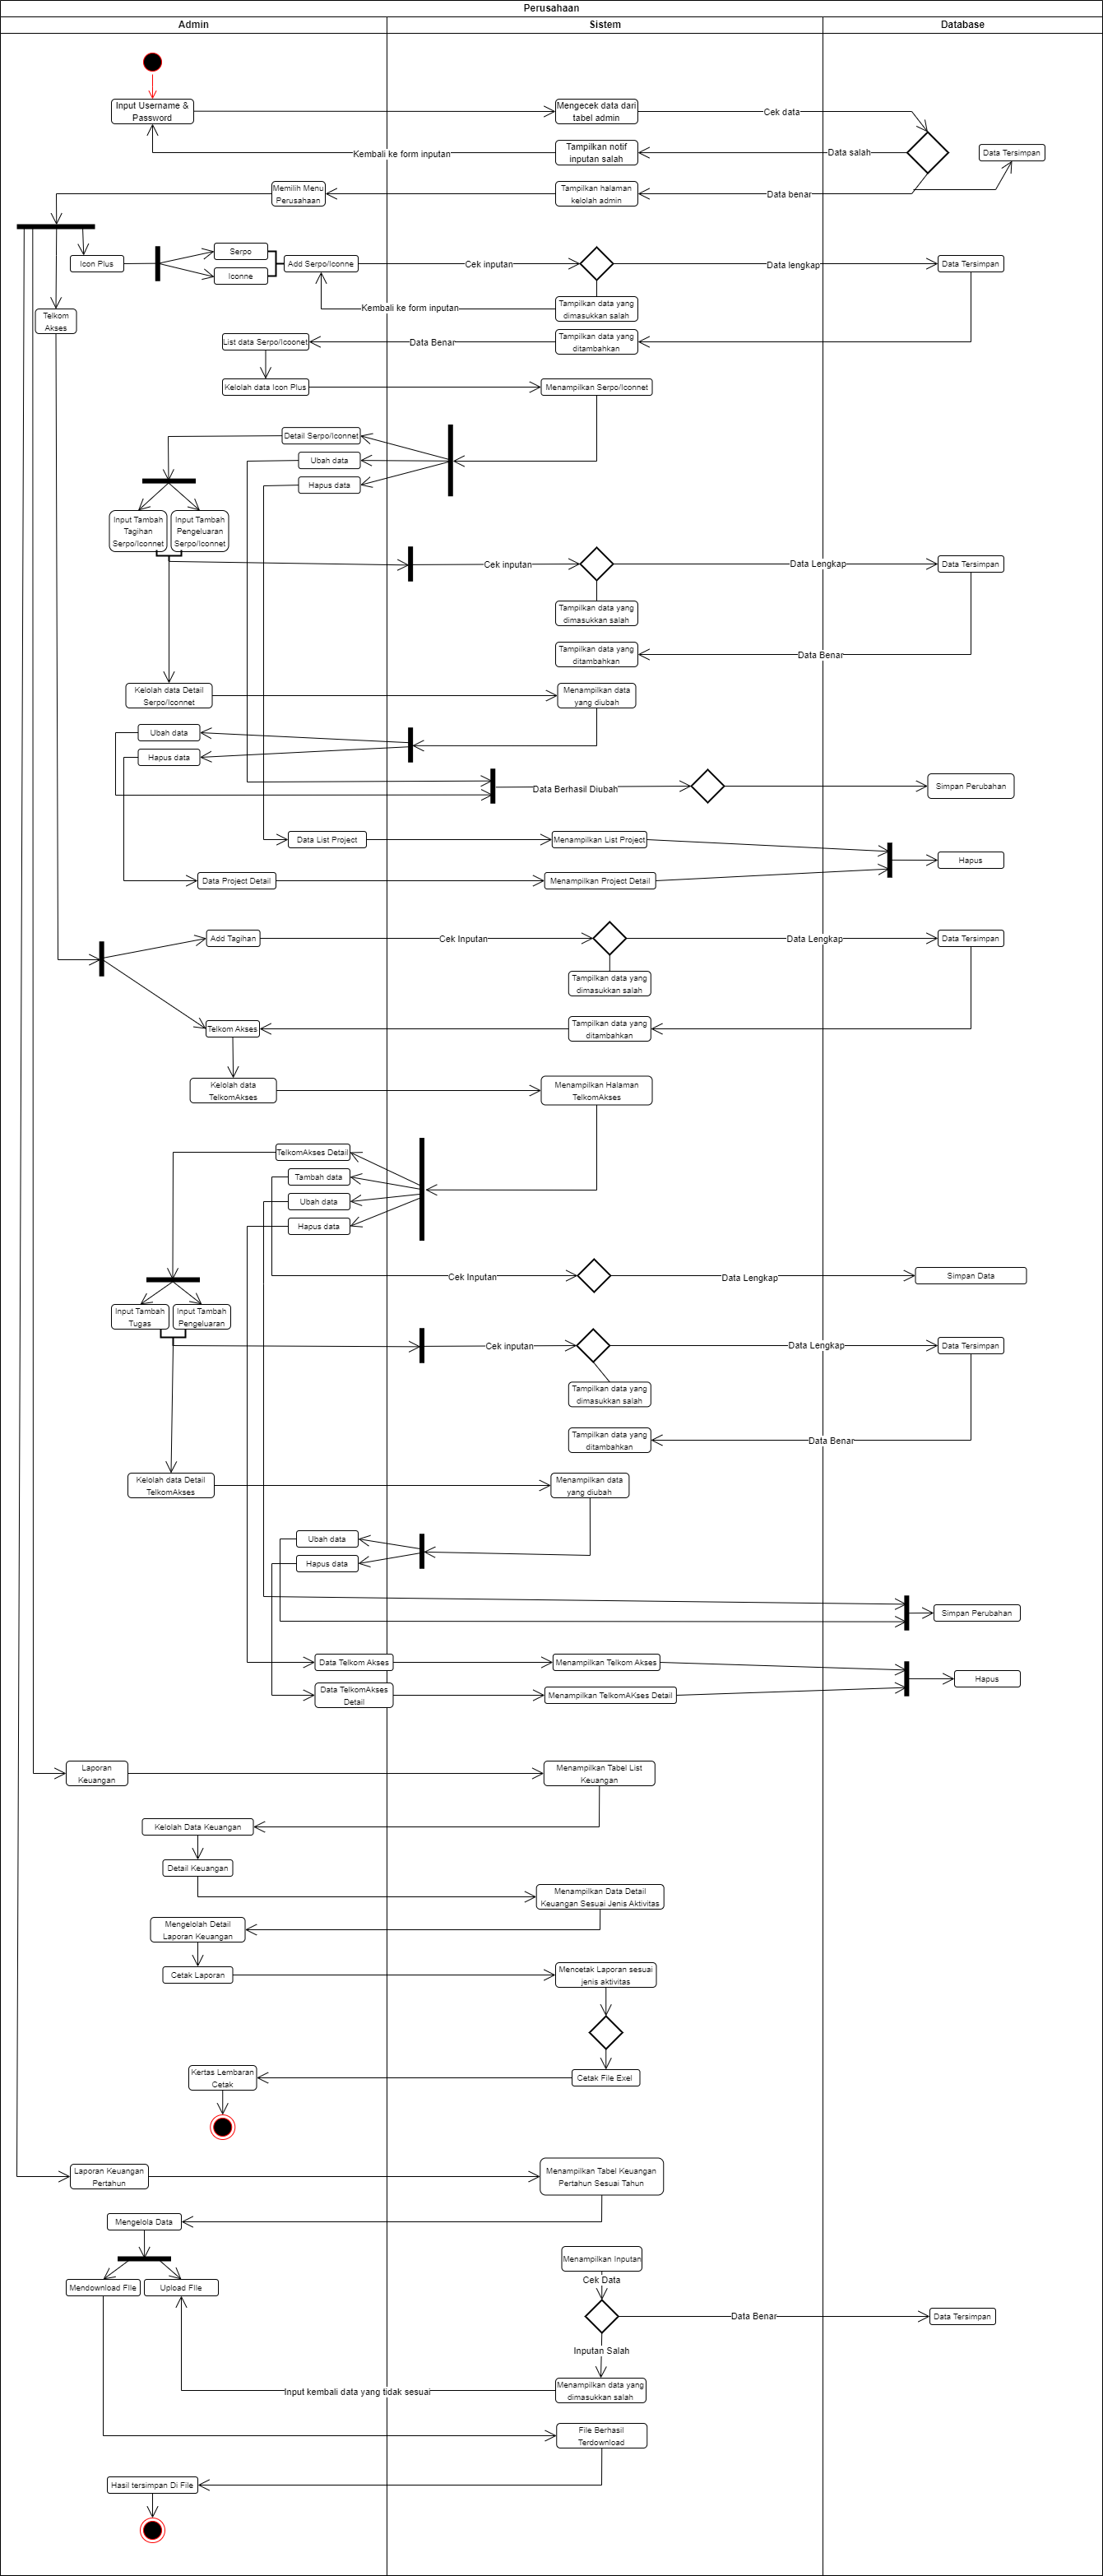 Perusahaan
Admin
Sistem
Database
Input Username &
Password
Mengecek data dari
tabel admin
Cek data
Kembali ke form inputan
Tampilkan notif
inputan salah
Data salah
Data Tersimpan
Memilih Menu
Perusahaan
Tampilkan halaman
kelolah admin
Data benar
Icon Plus
Serpo
Iconne
Add Serpo/Iconne
Cek inputan
Data lengkap
Data Tersimpan
Telkom
Akses
Kembali ke form inputan
Tampilkan data yang
dimasukkan salah
List data Serpo/Icoonet
Data Benar
Tampilkan data yang
ditambahkan
Kelolah data Icon Plus
Menampilkan Serpo/Iconnet
Detail Serpo/Iconnet
Ubah data
Hapus data
Input Tambah
Tagihan
Serpo/Iconnet
Input Tambah
Pengeluaran
Serpo/Iconnet
Cek inputan
Data Lengkap
Data Tersimpan
Tampilkan data yang
dimasukkan salah
Tampilkan data yang
ditambahkan
Data Benar
Kelolah data Detail
Serpo/Iconnet
Menampilkan data
yang diubah
Ubah data
Hapus data
Data Berhasil Diubah
Simpan Perubahan
Data List Project
Menampilkan List Project
Hapus
Data Project Detail
Menampilkan Project Detail
Add Tagihan
Cek Inputan
Data Lengkap
Data Tersimpan
Tampilkan data yang
dimasukkan salah
Telkom Akses
Tampilkan data yang
ditambahkan
Kelolah data
TelkomAkses
Menampilkan Halaman
TelkomAkses
TelkomAkses Detail
Tambah data
Ubah data
Hapus data
Cek Inputan
Data Lengkap
Simpan Data
Input Tambah
Tugas
Input Tambah
Pengeluaran
Cek inputan
Data Lengkap
Data Tersimpan
Tampilkan data yang
dimasukkan salah
Tampilkan data yang
ditambahkan
Data Benar
Kelolah data Detail
TelkomAkses
Menampilkan data
yang diubah
Ubah data
Hapus data
Simpan Perubahan
Data Telkom Akses
Menampilkan Telkom Akses
Hapus
Data TelkomAkses
Detail
Menampilkan TelkomAKses Detail
Laporan
Keuangan
Menampilkan Tabel List
Keuangan
Kelolah Data Keuangan
Detail Keuangan
Menampilkan Data Detail
Keuangan Sesuai Jenis Aktivitas
Mengelolah Detail
Laporan Keuangan
Cetak Laporan
Mencetak Laporan sesuai
jenis aktivitas
Kertas Lembaran
Cetak
Cetak File Exel
Laporan Keuangan
Pertahun
Menampilkan Tabel Keuangan
Pertahun Sesuai Tahun
Mengelola Data
Menampilkan Inputan
Mendownload File
Upload FIle
Cek Data
Data Benar
Data Tersimpan
Inputan Salah
Input kembali data yang tidak sesuai
Menampilkan data yang
dimasukkan salah
File Berhasil
Terdownload
Hasil tersimpan Di File